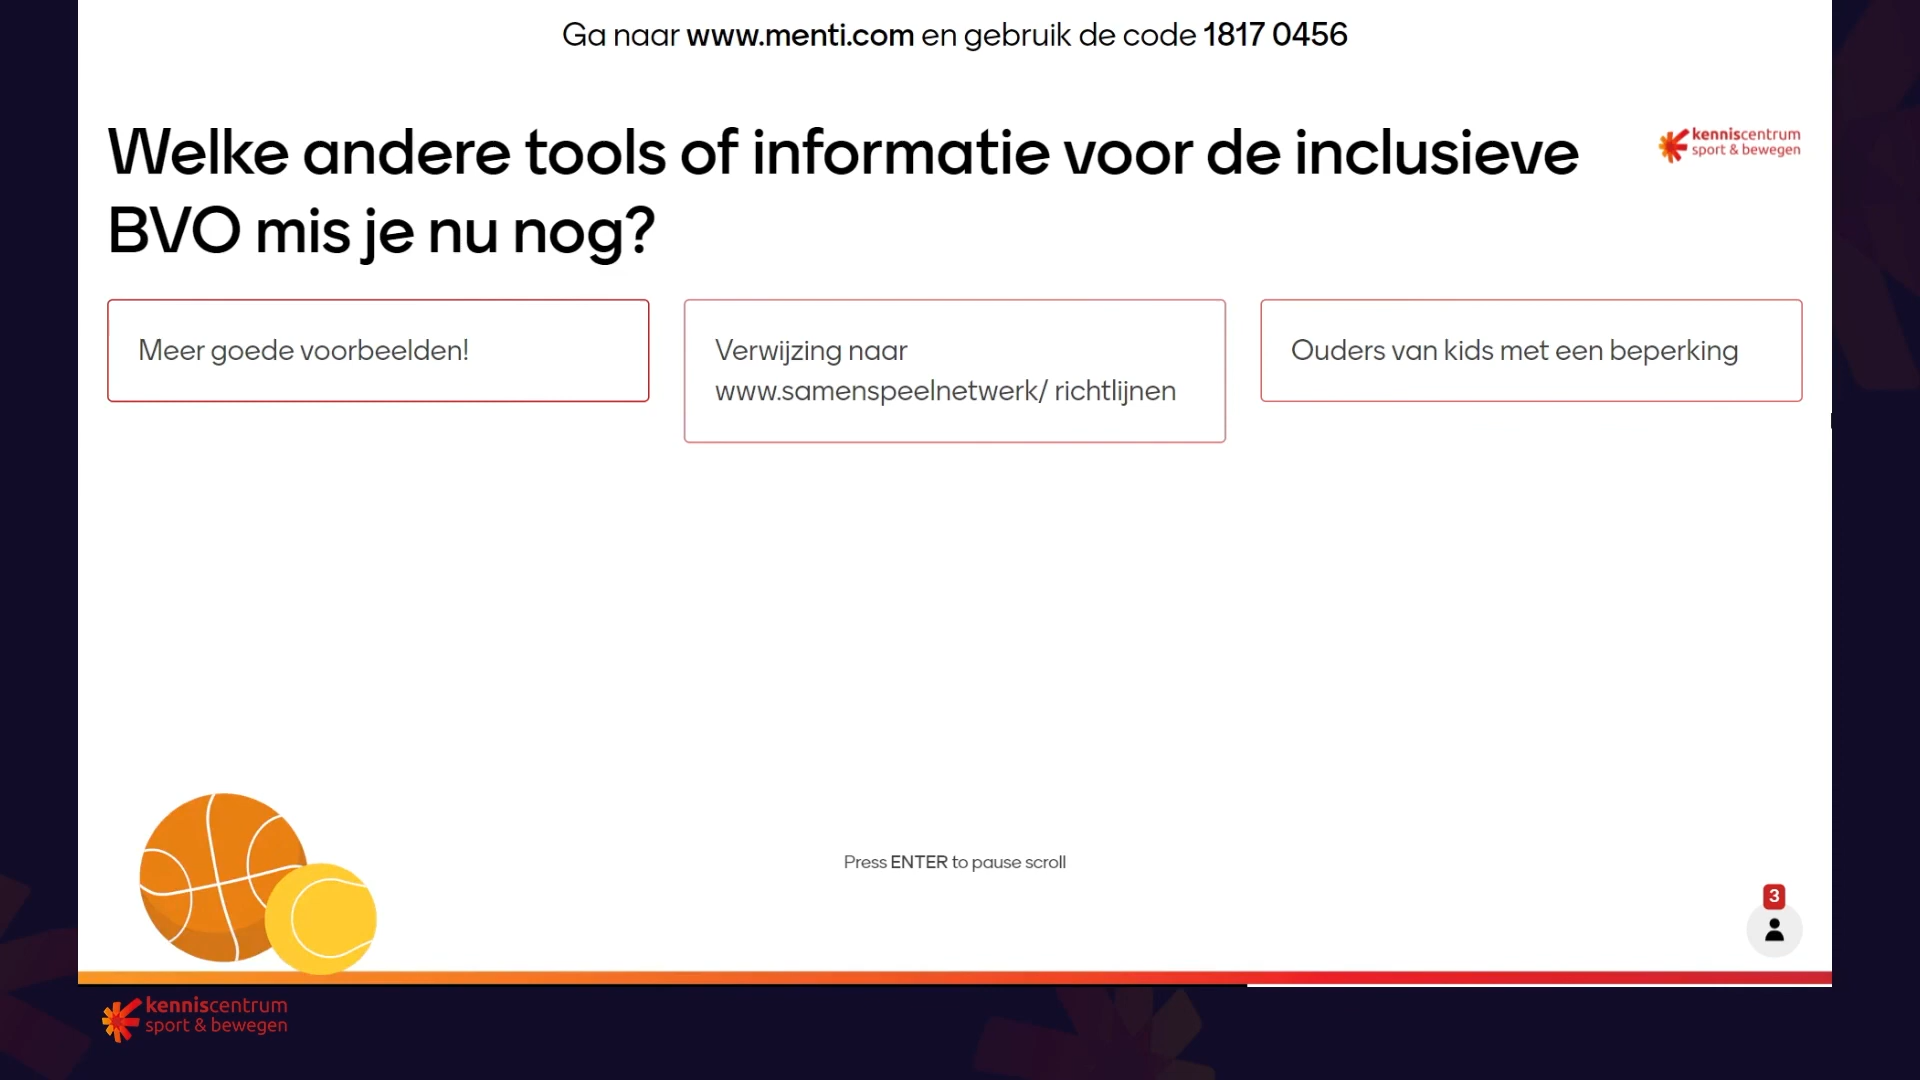 Ga naar www.menti.com en gebruik de code 1817 0456
Welke andere tools of informatie voor de inclusieve
BVO mis je nu nog?
kenniscentrum
sport & bewegen
Meer goede voorbeelden!
Verwijzing naar
www.samenspeelnetwerk/ richtlijnen
Ouders van kids met een beperking
Press ENTER to pause scroll
3
kenniscentrum
sport & bewegen